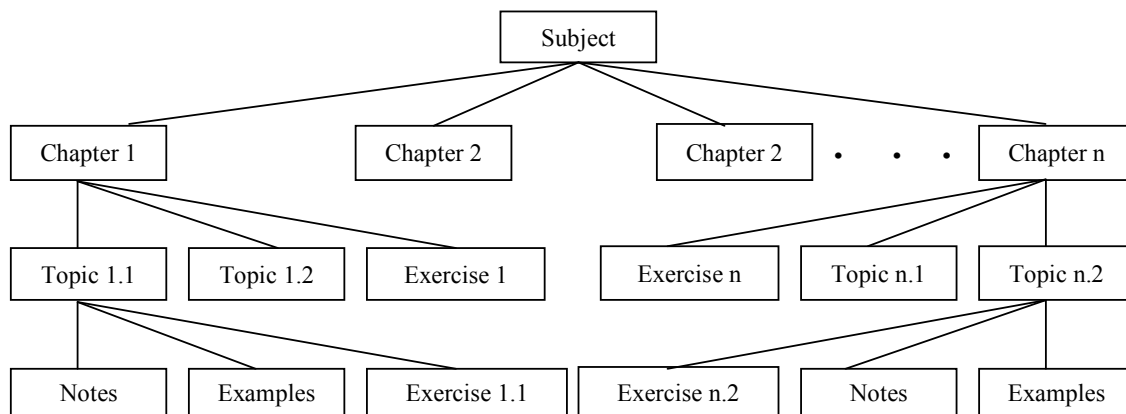 Subject
Chapter 1
Chapter 2
Chapter 2
. . .
Chapter n
Topic 1.1
Topic 1.2
Exercise 1
Exercise n
Topic n.1
Topic n.2
Notes
Examples
Exercise 1.1
Exercise n.2
Notes
Examples